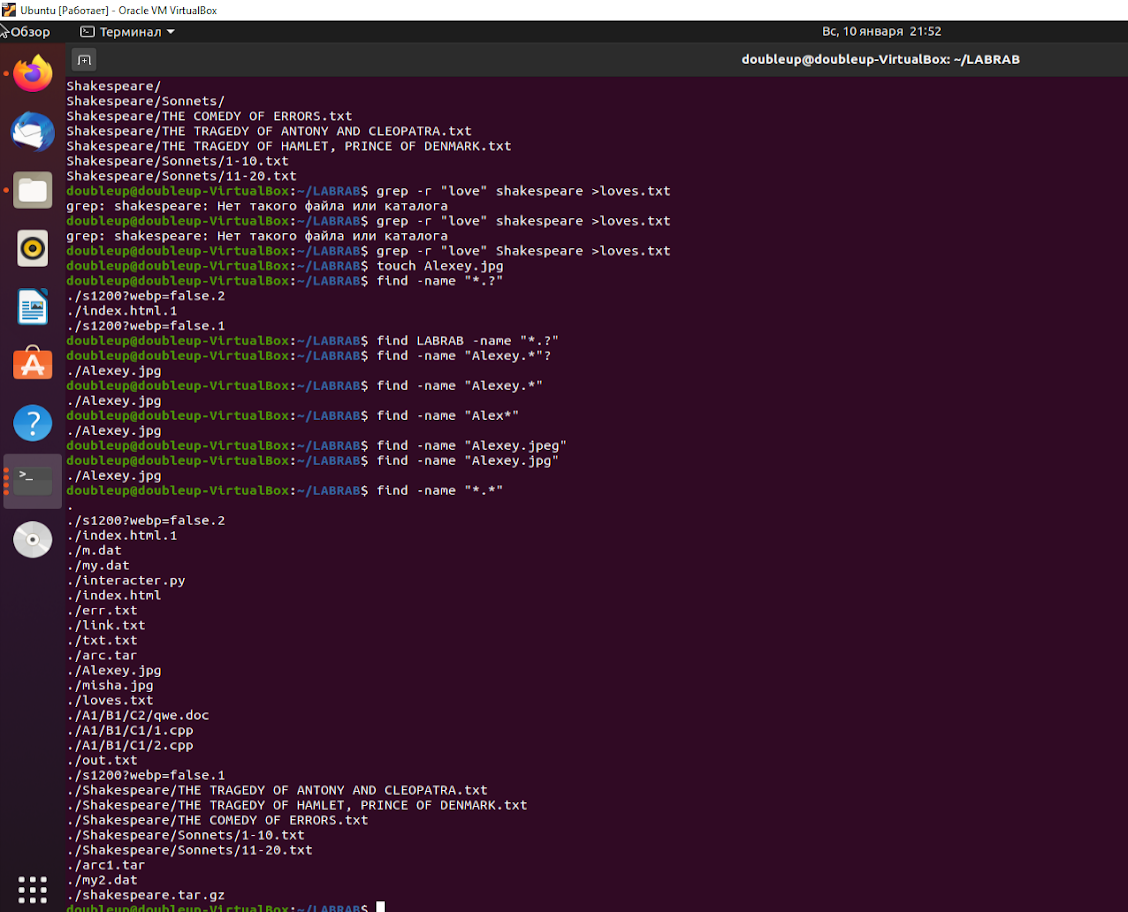 Ubuntu [Работает] - Oracle VM VirtualBox
Обзор
Терминал
Вс, 10 января 21:52
doubleup@doubleup-VirtualBox: ~/LABRAB
Shakespeare/
Shakespeare/Sonnets/
Shakespeare/THE COMEDY OF ERRORS.txt
Shakespeare/THE TRAGEDY OF ANTONY AND CLEOPATRA.txt
Shakespeare/THE TRAGEDY OF HAMLET, PRINCE OF DENMARK.txt
Shakespeare/Sonnets/1-10.txt
Shakespeare/Sonnets/11-20.txt
doubleup@doubleup-VirtualBox:~/LABRAB$ grep -r "love" shakespeare >loves.txt
grep: shakespeare: Нет такого файла или каталога
doubleup@doubleup-VirtualBox:~/LABRAB$ grep -r "love" shakespeare >loves.txt
grep: shakespeare: Нет такого файла или каталога
doubleup@doubleup-VirtualBox:~/LABRAB$ grep -r "love" Shakespeare >loves.txt
doubleup@doubleup-VirtualBox:~/LABRAB$ touch Alexey.jpg
doubleup@doubleup-VirtualBox:~/LABRAB$ find -name "*.?"
./s1200?webp=false.2
./index.html.1
./s1200?webp=false.1
doubleup@doubleup-VirtualBox:~/LABRAB$ find LABRAB -name "*.?"
doubleup@doubleup-VirtualBox:~/LABRAB$ find -name "Alexey.*"?
./Alexey.jpg
doubleup@doubleup-VirtualBox:~/LABRAB$ find -name "Alexey.*"
./Alexey.jpg
doubleup@doubleup-VirtualBox:~/LABRAB$ find -name "Alex*"
./Alexey.jpg
doubleup@doubleup-VirtualBox:~/LABRAB$ find -name "Alexey.jpeg"
doubleup@doubleup-VirtualBox:~/LABRAB$ find -name "Alexey.jpg"
./Alexey.jpg
doubleup@doubleup-VirtualBox:~/LABRAB$ find -name "*.*"
.
./s1200?webp=false.2
./index.html.1
./m.dat
./my.dat
./interacter.py
./index.html
./err.txt
./link.txt
./txt.txt
./arc.tar
./Alexey.jpg
./misha.jpg
./loves.txt
./A1/B1/C2/qwe.doc
./A1/B1/C1/1.cpp
./A1/B1/C1/2.cpp
./out.txt
./s1200?webp=false.1
./Shakespeare/THE TRAGEDY OF ANTONY AND CLEOPATRA.txt
./Shakespeare/THE TRAGEDY OF HAMLET, PRINCE OF DENMARK.txt
./Shakespeare/THE COMEDY OF ERRORS.txt
./Shakespeare/Sonnets/1-10.txt
./Shakespeare/Sonnets/11-20.txt
./arc1.tar
./my2.dat
./shakespeare.tar.gz
doubleup@doubleup-VirtualBox:~/LABRAB$